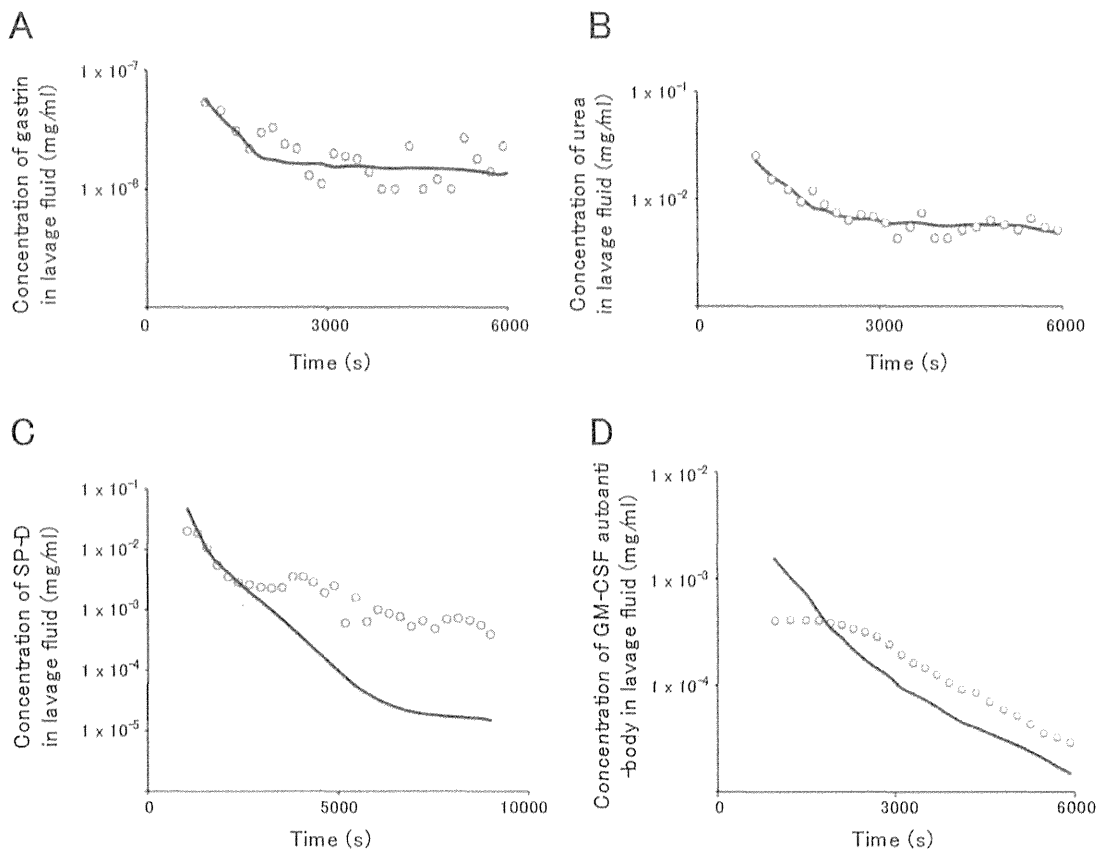 A
Concentration of gastrin
in lavage fluid (mg/ml)
1 x 10⁻⁷
1 x 10⁻⁸
0
3000
6000
Time (s)
B
Concentration of urea
in lavage fluid (mg/ml)
1 x 10⁻¹
1 x 10⁻²
0
3000
6000
Time (s)
C
Concentration of SP-D
in lavage fluid (mg/ml)
1 x 10⁻¹
1 x 10⁻²
1 x 10⁻³
1 x 10⁻⁴
1 x 10⁻⁵
0
5000
10000
Time (s)
D
Concentration of GM-CSF autoanti
-body in lavage fluid (mg/ml)
1 x 10⁻²
1 x 10⁻³
1 x 10⁻⁴
0
3000
6000
Time (s)